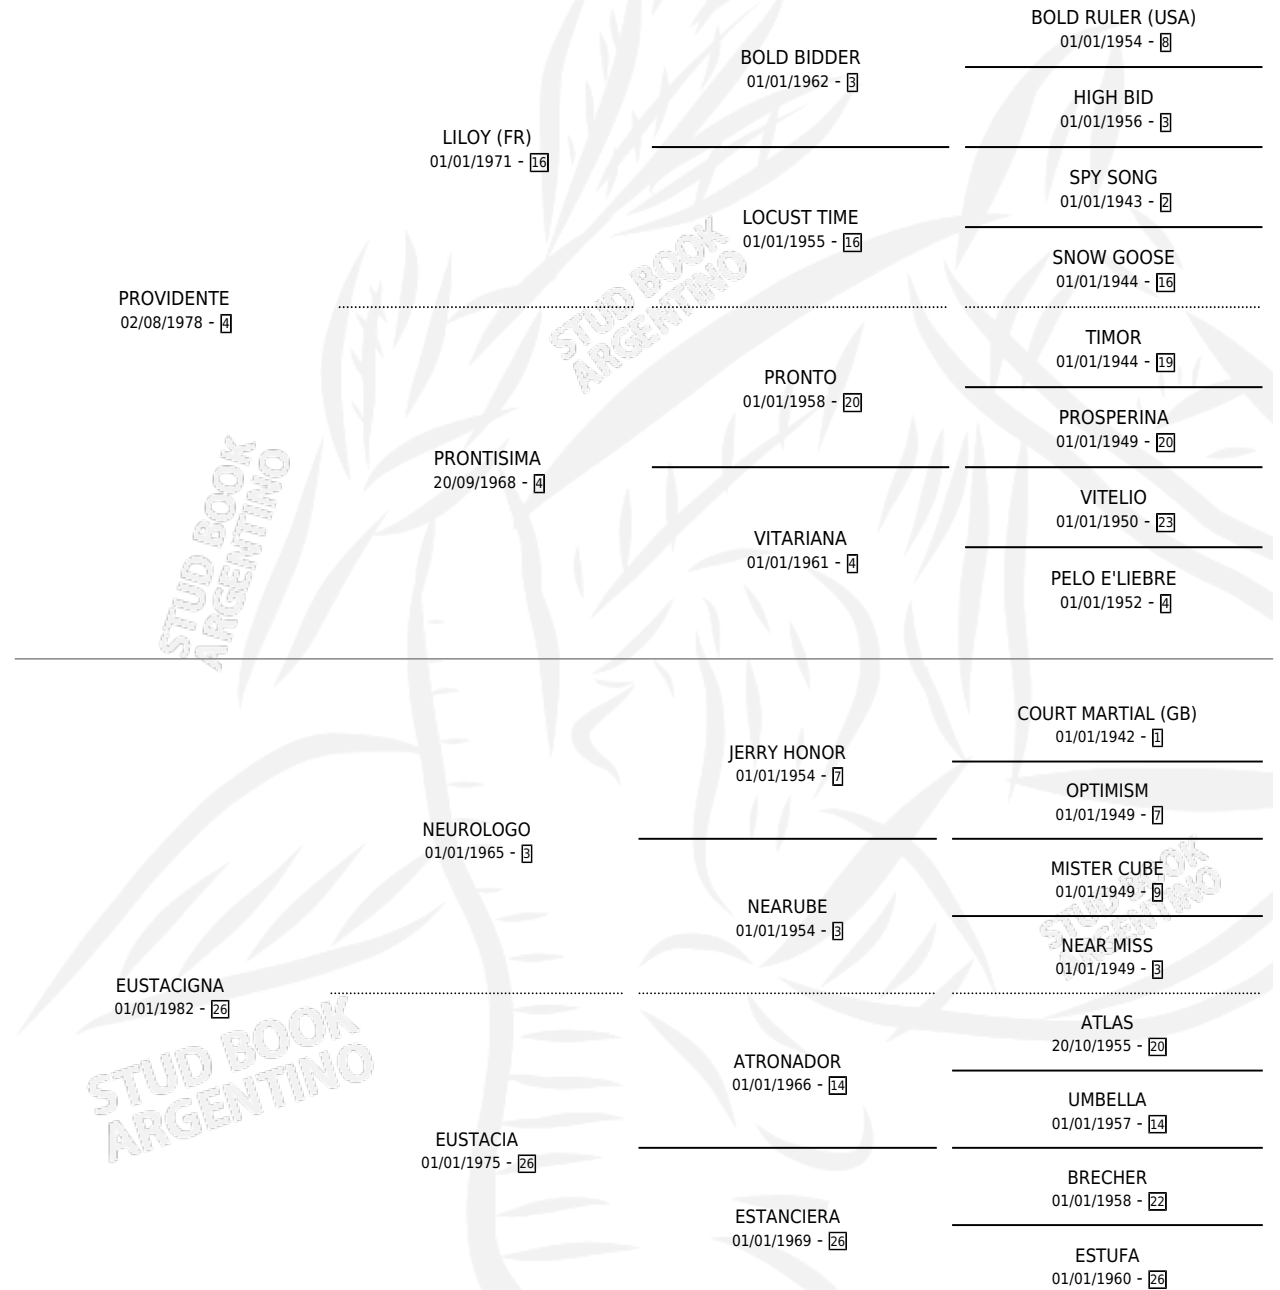 BOLD RULER (USA)
01/01/1954 - 8
BOLD BIDDER
01/01/1962 - 3
HIGH BID
01/01/1956 - 3
LILOY (FR)
01/01/1971 - 16
SPY SONG
01/01/1943 - 2
LOCUST TIME
01/01/1955 - 16
SNOW GOOSE
01/01/1944 - 16
PROVIDENTE
02/08/1978 - 4
STUD BOOK
ARGENTINO
TIMOR
01/01/1944 - 19
PRONTO
01/01/1958 - 20
PROSPERINA
01/01/1949 - 20
PRONTISIMA
20/09/1968 - 4
VITELIO
01/01/1950 - 23
VITARIANA
01/01/1961 - 4
PELO E'LIEBRE
01/01/1952 - 4
STUD BOOK
ARGENTINO
COURT MARTIAL (GB)
01/01/1942 - 1
JERRY HONOR
01/01/1954 - 7
OPTIMISM
01/01/1949 - 7
NEUROLOGO
01/01/1965 - 3
MISTER CUBE
01/01/1949 - 9
NEARUBE
01/01/1954 - 3
NEAR MISS
01/01/1949 - 3
STUD BOOK
ARGENTINO
EUSTACIGNA
01/01/1982 - 26
ATLAS
20/10/1955 - 20
ATRONADOR
01/01/1966 - 14
UMBELLA
01/01/1957 - 14
STUD BOOK
ARGENTINO
EUSTACIA
01/01/1975 - 26
BRECHER
01/01/1958 - 22
ESTANCIERA
01/01/1969 - 26
ESTUFA
01/01/1960 - 26